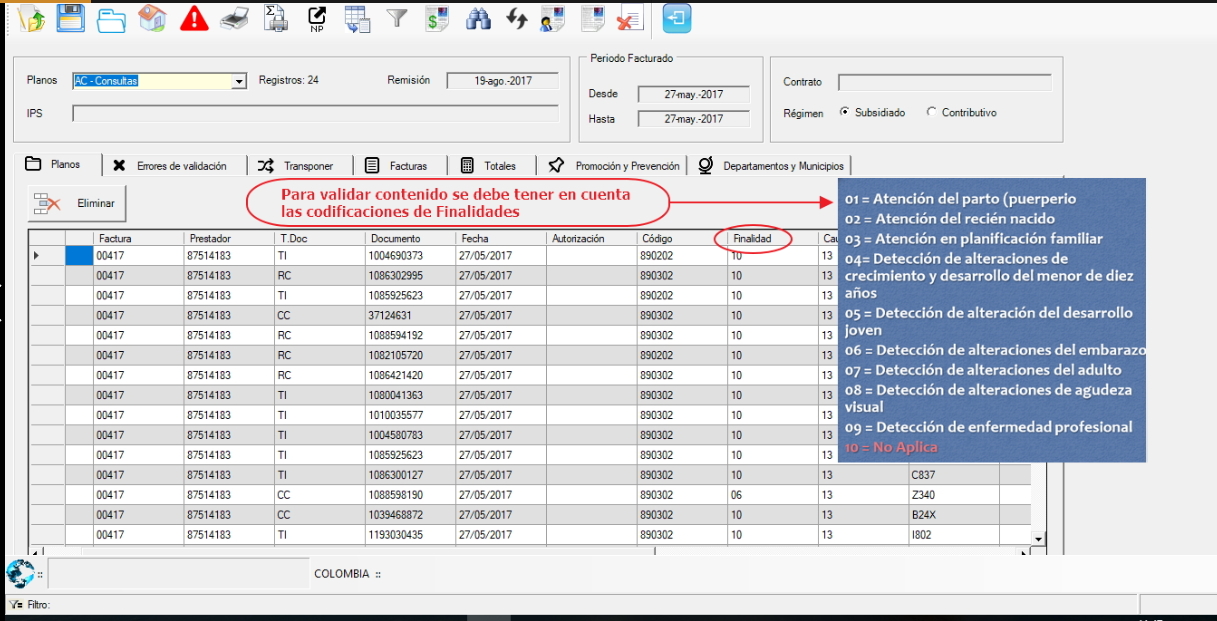 NP
Planos AC - Consultas Registros: 24 Remisión 19-ago.-2017
IPS
Periodo Facturado
Desde 27-may.-2017
Hasta 27-may.-2017
Contrato
Régimen Subsidiado Contributivo
Planos Errores de validación Transponer Facturas Totales Promoción y Prevención Departamentos y Municipios
Eliminar
Para validar contenido se debe tener en cuenta
las codificaciones de Finalidades
01 = Atención del parto (puerperio
02 = Atención del recién nacido
03 = Atención en planificación familiar
04= Detección de alteraciones de
crecimiento y desarrollo del menor de diez
años
05 = Detección de alteración del desarrollo
joven
06 = Detección de alteraciones del embarazo
07 = Detección de alteraciones del adulto
08 = Detección de alteraciones de agudeza
visual
09 = Detección de enfermedad profesional
10 = No Aplica
Factura Prestador T.Doc Documento Fecha Autorización Código Finalidad Cau
00417 87514183 TI 1004690373 27/05/2017 890202 10 13
00417 87514183 RC 1086302995 27/05/2017 890302 10 13
00417 87514183 TI 1085925623 27/05/2017 890202 10 13
00417 87514183 CC 37124631 27/05/2017 890302 10 13
00417 87514183 RC 1088594192 27/05/2017 890302 10 13
00417 87514183 RC 1082105720 27/05/2017 890202 10 13
00417 87514183 RC 1086421420 27/05/2017 890302 10 13
00417 87514183 TI 1080041363 27/05/2017 890302 10 13
00417 87514183 TI 1010035577 27/05/2017 890302 10 13
00417 87514183 TI 1004580783 27/05/2017 890302 10 13
00417 87514183 TI 1085925623 27/05/2017 890302 10 13
00417 87514183 TI 1086300127 27/05/2017 890302 10 13 C837
00417 87514183 CC 1088598190 27/05/2017 890302 06 13 Z340
00417 87514183 CC 1039468872 27/05/2017 890302 10 13 B24X
00417 87514183 TI 1193030435 27/05/2017 890302 10 13 I802
:: COLOMBIA ::
Filtro: